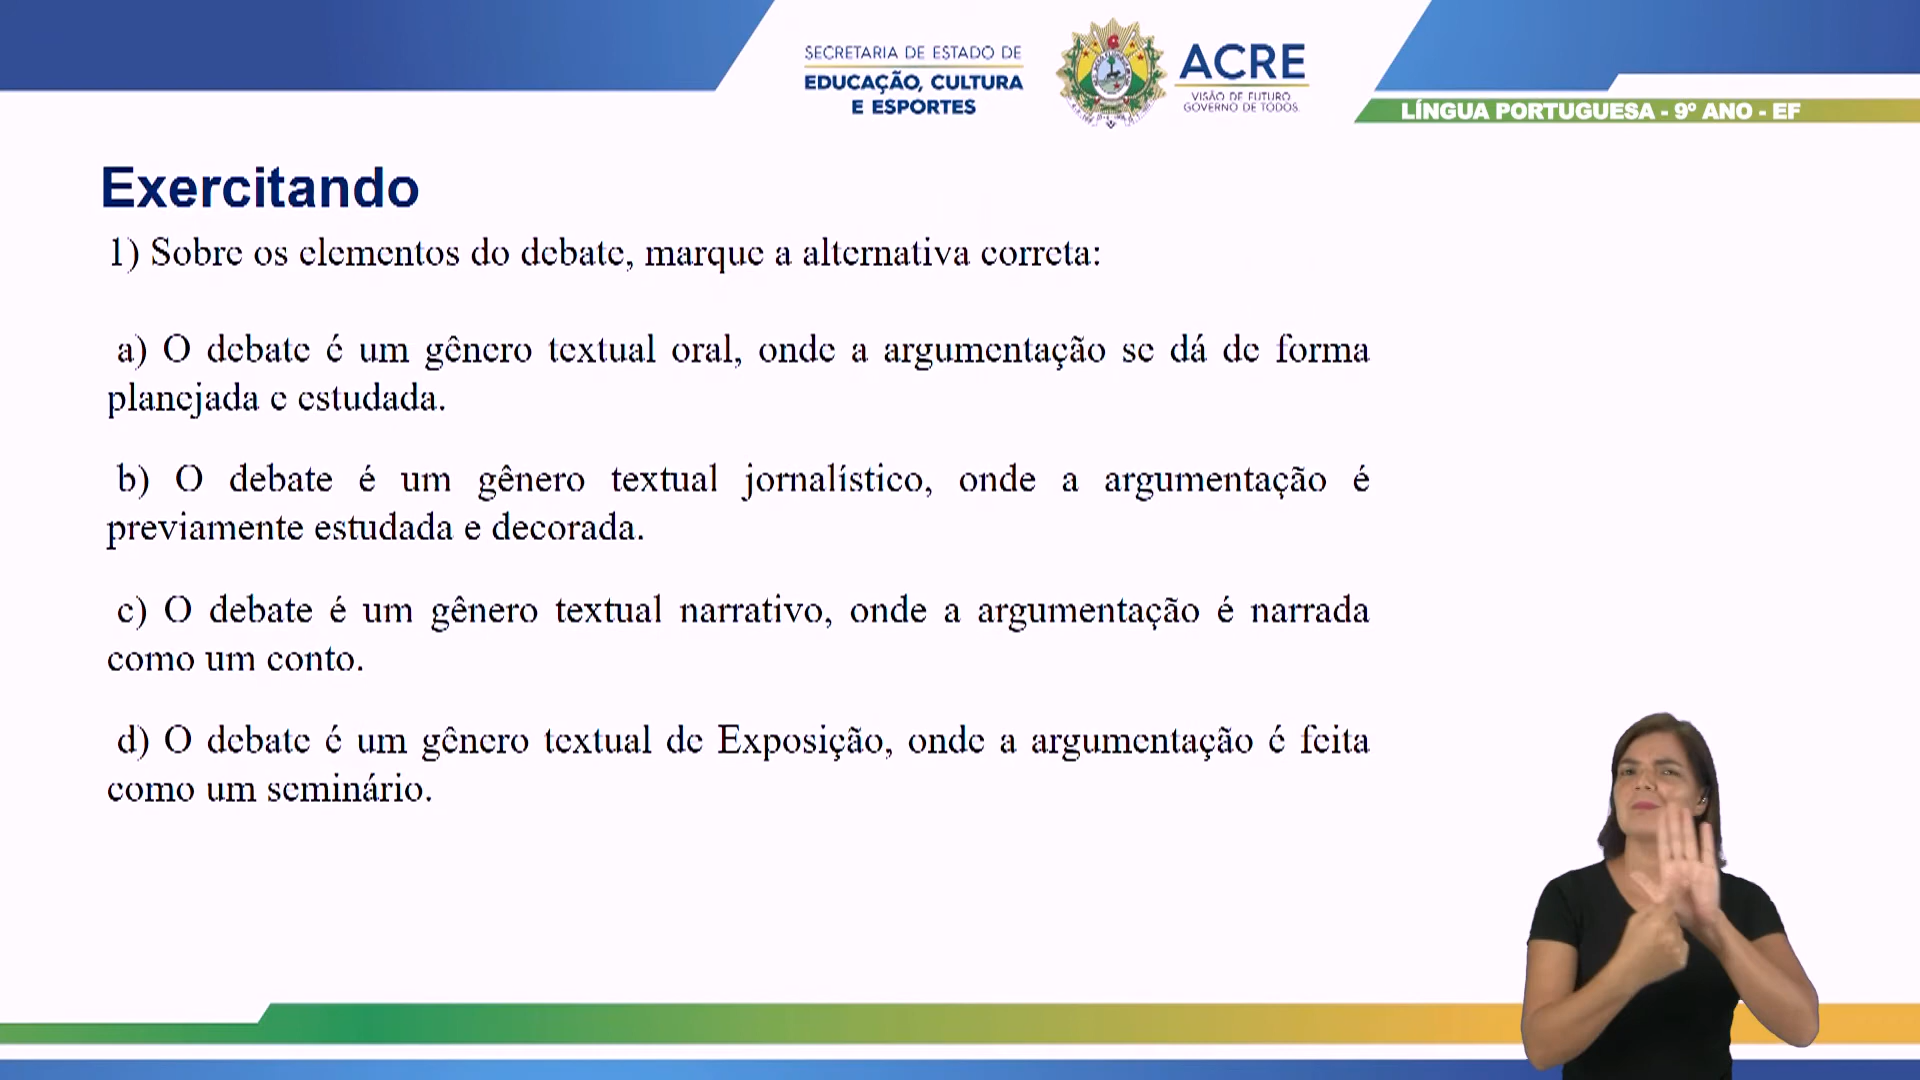 SECRETARIA DE ESTADO DE
EDUCAÇÃO, CULTURA
E ESPORTES
ACRE
VISÃO DE FUTURO
GOVERNO DE TODOS
LÍNGUA PORTUGUESA - 9º ANO - EF
Exercitando
1) Sobre os elementos do debate, marque a alternativa correta:
a) O debate é um gênero textual oral, onde a argumentação se dá de forma
planejada e estudada.
b) O debate é um gênero textual jornalístico, onde a argumentação é
previamente estudada e decorada.
c) O debate é um gênero textual narrativo, onde a argumentação é narrada
como um conto.
d) O debate é um gênero textual de Exposição, onde a argumentação é feita
como um seminário.